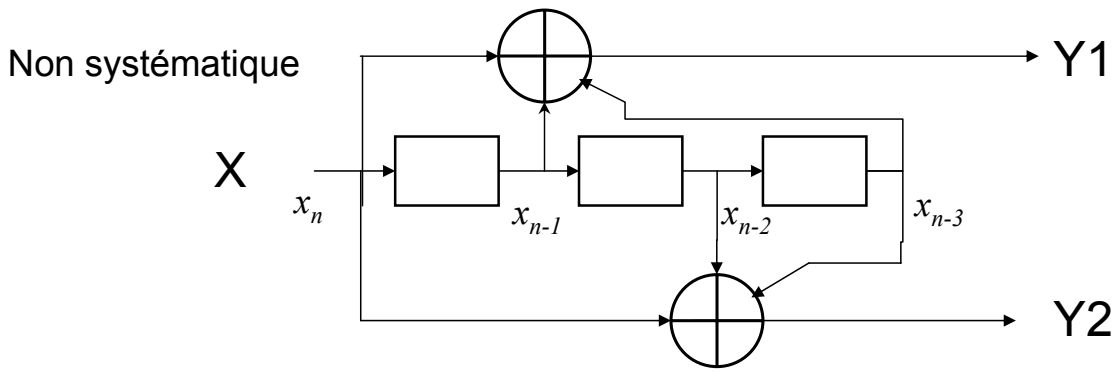 Non systématique
Y1
X
x_n
x_{n-1}
x_{n-2}
x_{n-3}
Y2